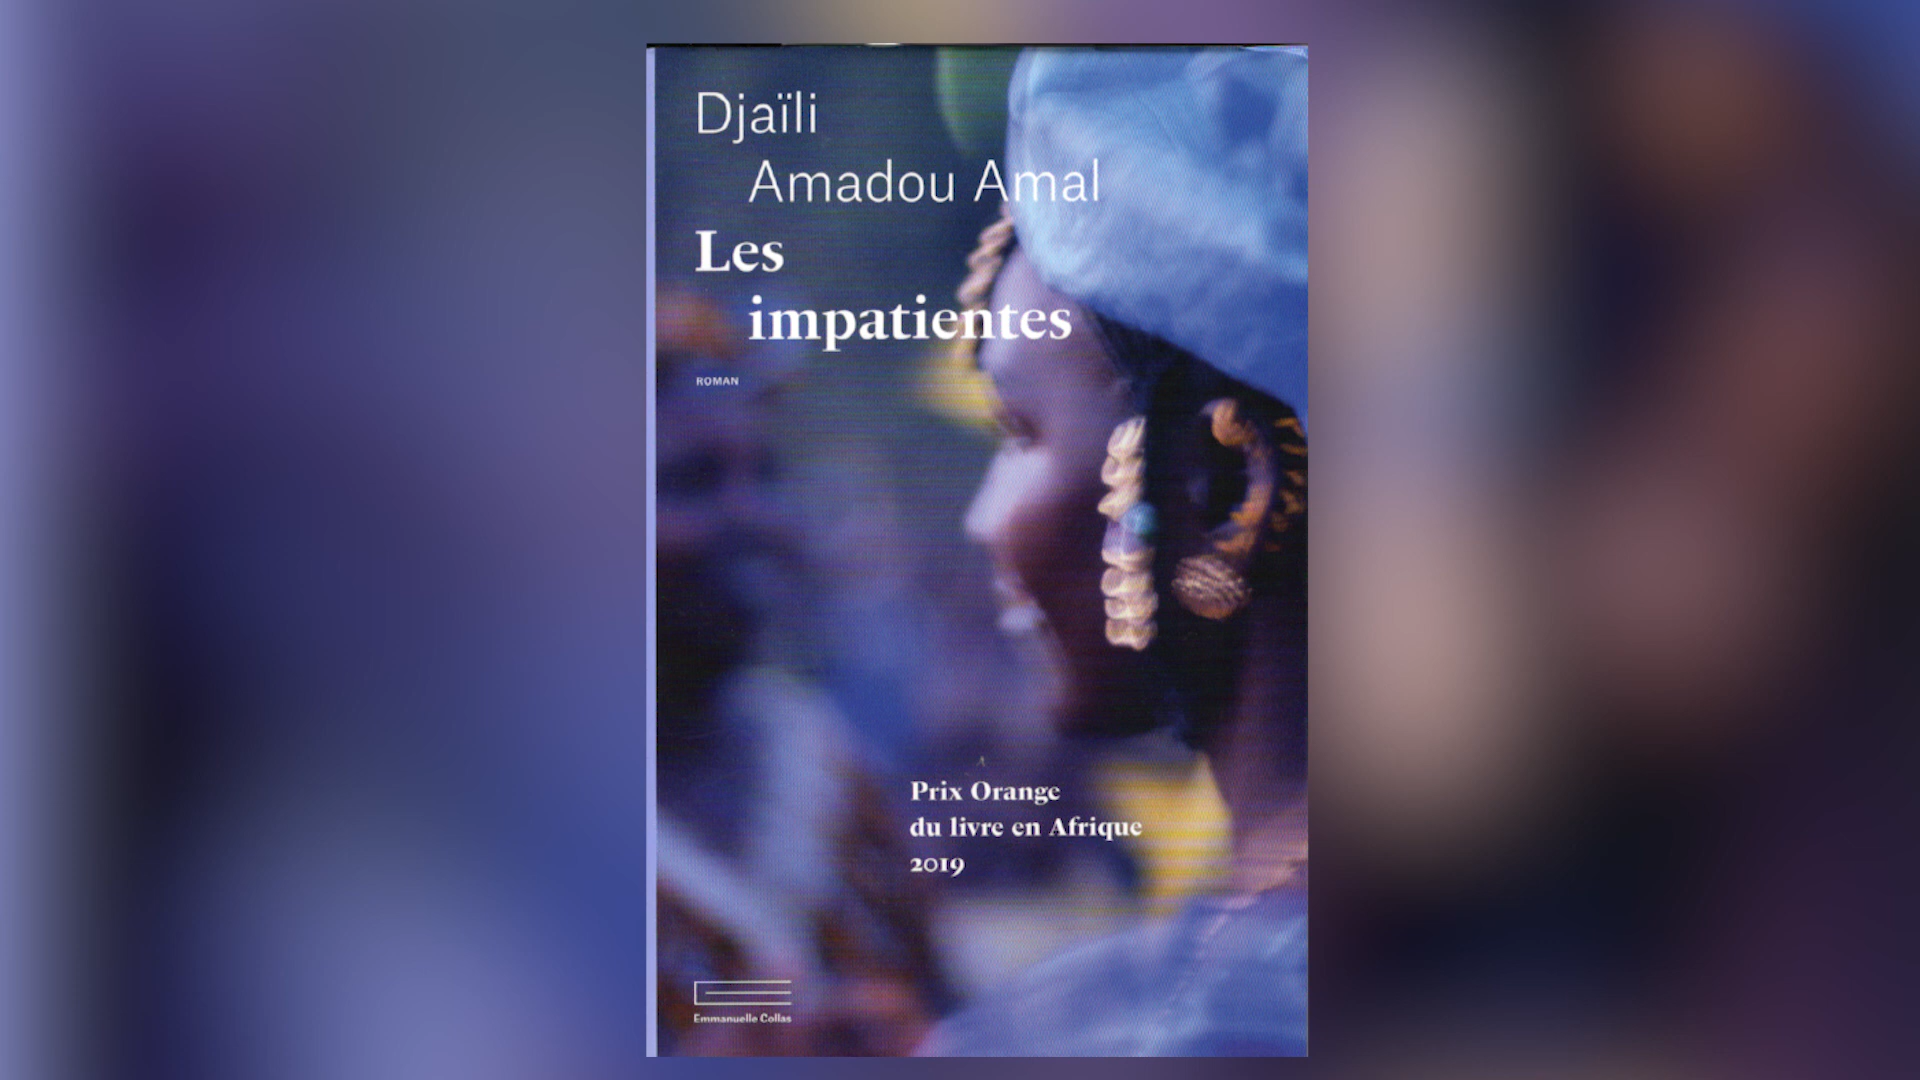 Djaïli
Amadou Amal
Les
impatientes
ROMAN
Prix Orange
du livre en Afrique
2019
Emmanuelle Collas